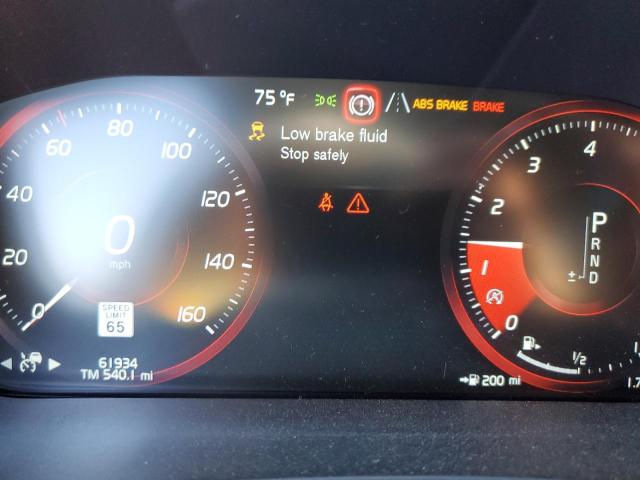 75 °F
ABS BRAKE BRAKE
Low brake fluid
Stop safely
0
20
40
60
80
100
120
140
160
0
mph
SPEED
LIMIT
65
61934
TM 540.1 mi
0
1
2
3
4
P
R
N
±D
1/2
200 mi